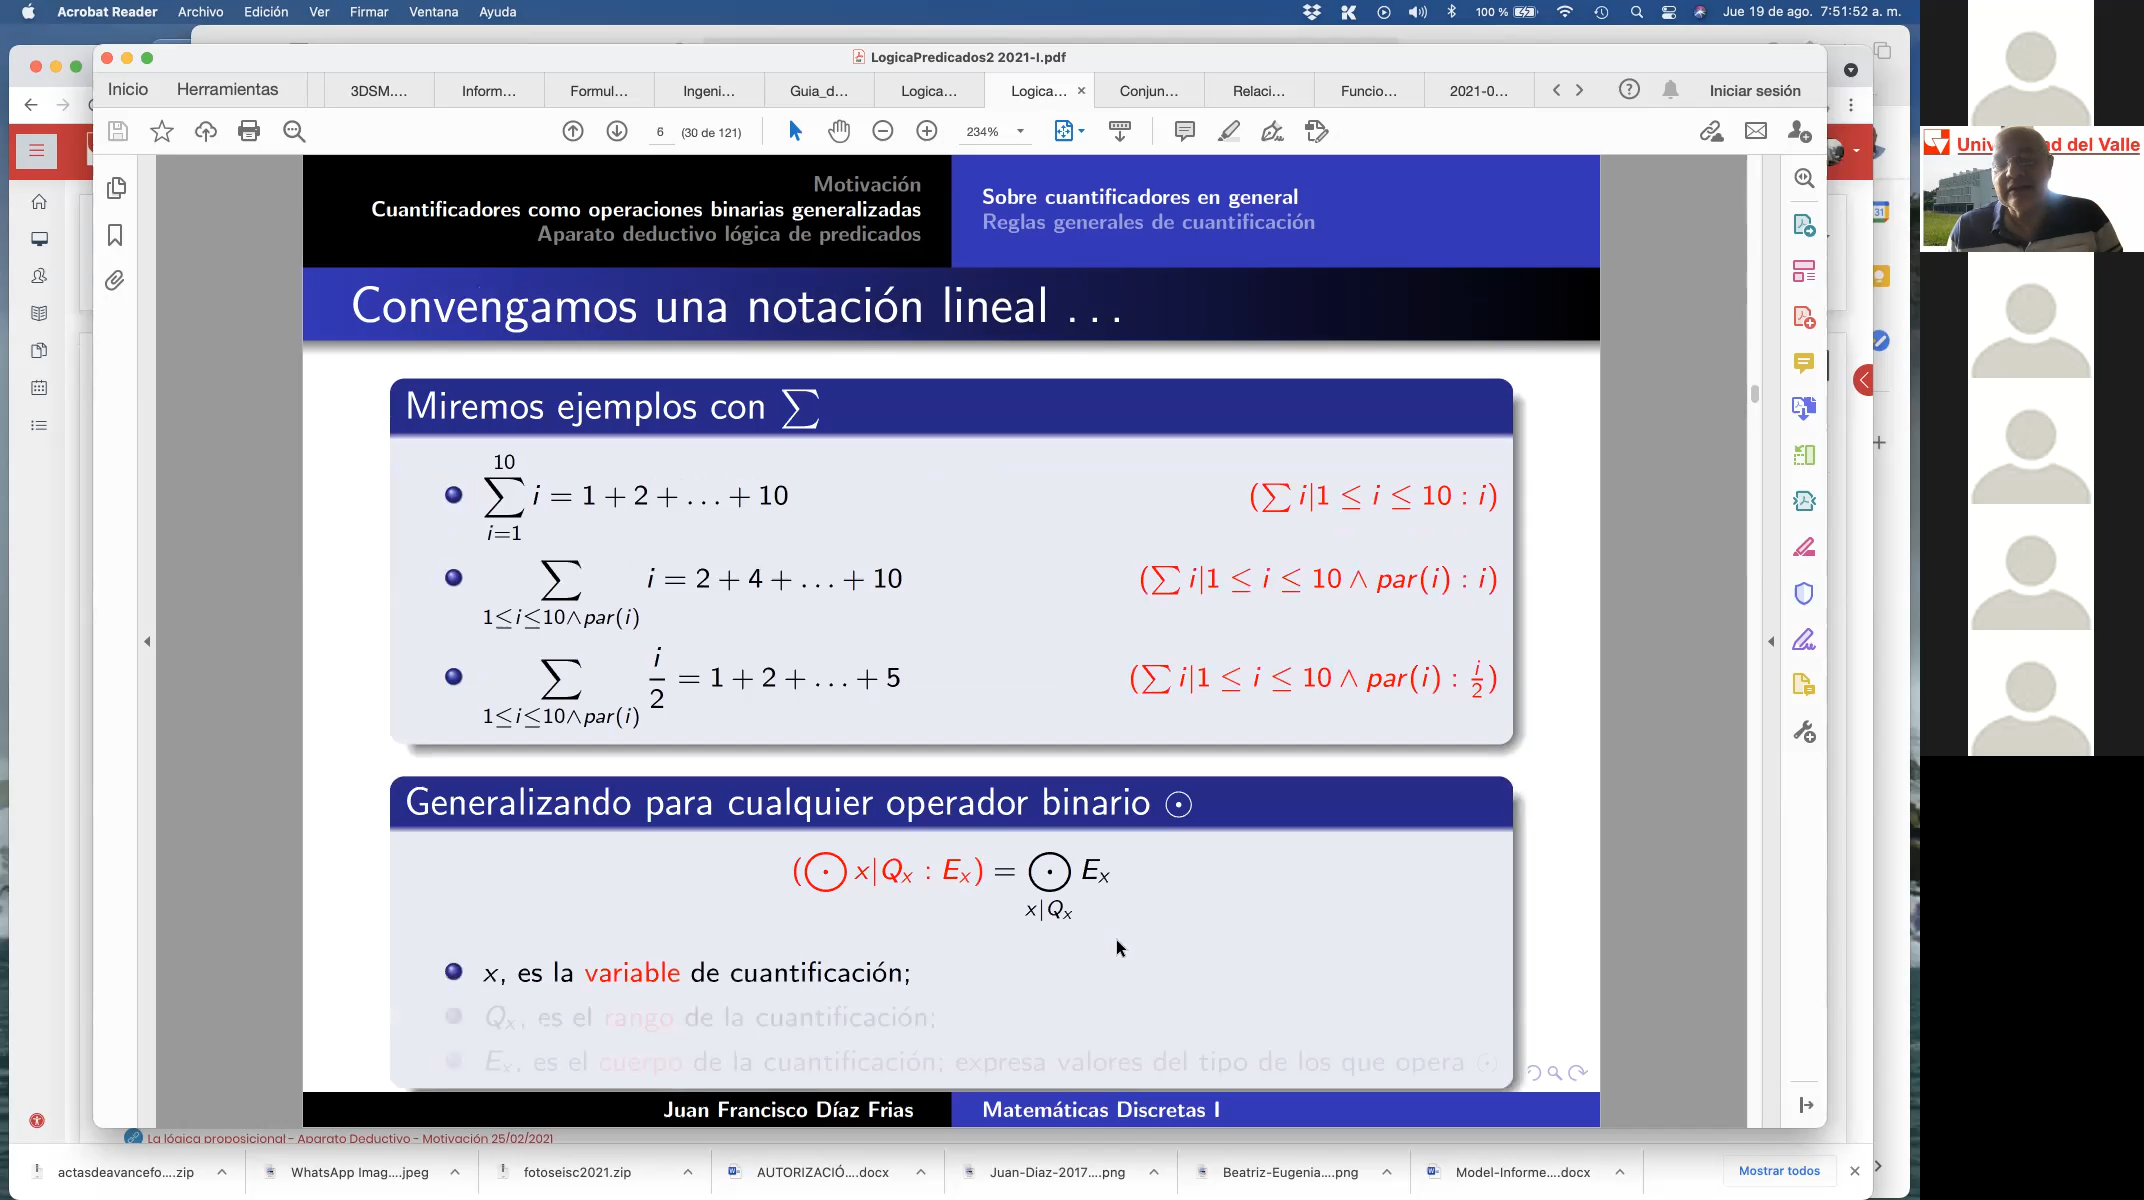 Acrobat Reader Archivo Edición Ver Firmar Ventana Ayuda 100 % Jue 19 de ago. 7:51:52 a. m.
LogicaPredicados2 2021-I.pdf
Inicio Herramientas 3DSM.... Inform... Formul... Ingeni... Guia_d... Logica... Logica... × Conjun... Relaci... Funcio... 2021-0... Iniciar sesión
6 (30 de 121) 234%
Motivación
Cuantificadores como operaciones binarias generalizadas
Aparato deductivo lógica de predicados
Sobre cuantificadores en general
Reglas generales de cuantificación
Convengamos una notación lineal . . .
Miremos ejemplos con ∑
10
∑ i = 1 + 2 + . . . + 10 (∑ i|1 ≤ i ≤ 10 : i)
i=1
∑ i = 2 + 4 + . . . + 10 (∑ i|1 ≤ i ≤ 10 ∧ par(i) : i)
1≤i≤10∧par(i)
∑ i/2 = 1 + 2 + . . . + 5 (∑ i|1 ≤ i ≤ 10 ∧ par(i) : i/2)
1≤i≤10∧par(i)
Generalizando para cualquier operador binario ⊙
(⊙ x|Qx : Ex) = ⊙ Ex
x|Qx
x, es la variable de cuantificación;
Qx, es el rango de la cuantificación;
Ex, es el cuerpo de la cuantificación; expresa valores del tipo de los que opera ⊙
Juan Francisco Díaz Frias Matemáticas Discretas I
La lógica proposicional - Aparato Deductivo - Motivación 25/02/2021
actasdeavancefo....zip WhatsApp Imag....jpeg fotoseisc2021.zip AUTORIZACIÓ....docx Juan-Diaz-2017....png Beatriz-Eugenia....png Model-Informe....docx Mostrar todos
31